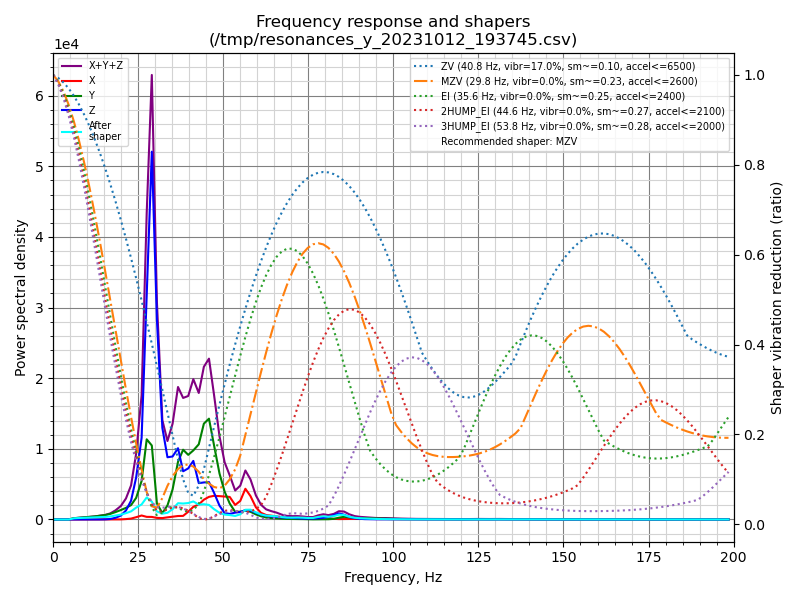 Frequency response and shapers
(/tmp/resonances_y_20231012_193745.csv)
1e4
X+Y+Z
X
Y
Z
After
shaper
ZV (40.8 Hz, vibr=17.0%, sm~=0.10, accel<=6500)
MZV (29.8 Hz, vibr=0.0%, sm~=0.23, accel<=2600)
EI (35.6 Hz, vibr=0.0%, sm~=0.25, accel<=2400)
2HUMP_EI (44.6 Hz, vibr=0.0%, sm~=0.27, accel<=2100)
3HUMP_EI (53.8 Hz, vibr=0.0%, sm~=0.28, accel<=2000)
Recommended shaper: MZV
Power spectral density
6
5
4
3
2
1
0
1.0
0.8
0.6
0.4
0.2
0.0
Shaper vibration reduction (ratio)
0 25 50 75 100 125 150 175 200
Frequency, Hz